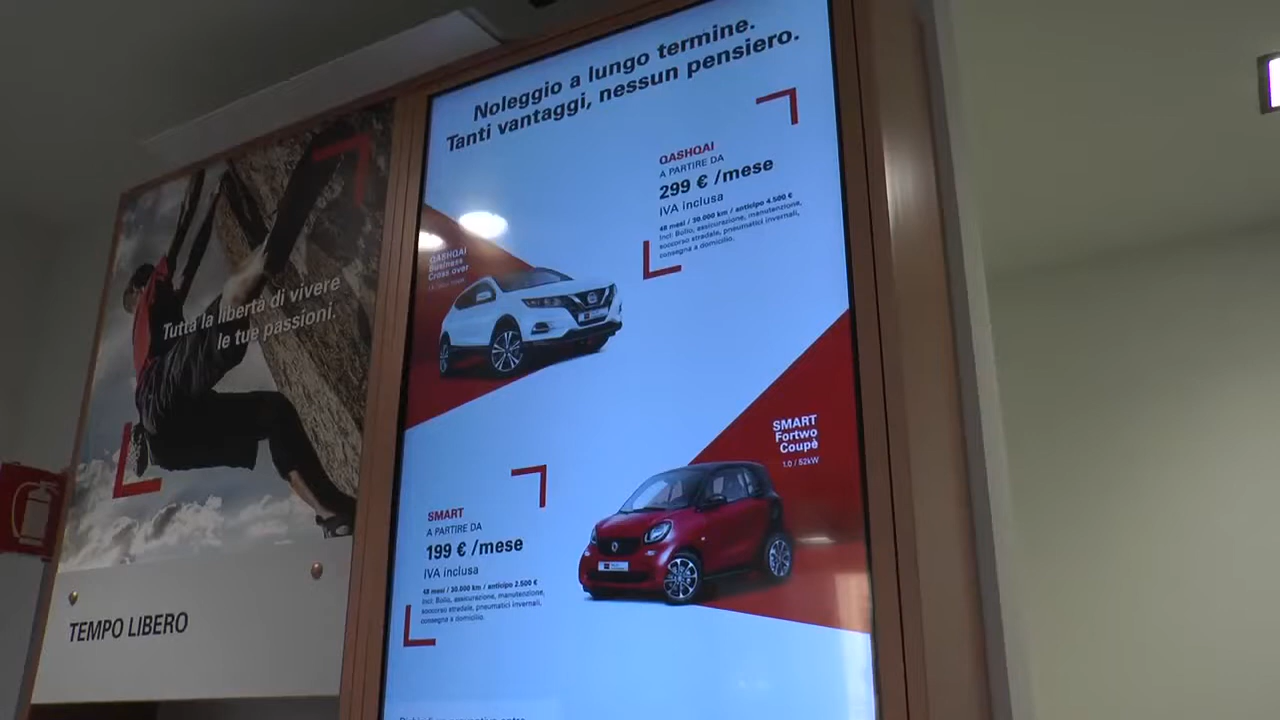 Noleggio a lungo termine.
Tanti vantaggi, nessun pensiero.
QASHQAI
A PARTIRE DA
299 € /mese
IVA inclusa
48 mesi / 30.000 km / anticipo 4.500 €
Incl: Bollo, assicurazione, manutenzione,
soccorso stradale, pneumatici invernali,
consegna a domicilio.
QASHQAI
Business
Cross over
SMART
Fortwo
Coupè
1.0 / 52kW
SMART
A PARTIRE DA
199 € /mese
IVA inclusa
48 mesi / 30.000 km / anticipo 2.500 €
Incl: Bollo, assicurazione, manutenzione,
soccorso stradale, pneumatici invernali,
consegna a domicilio.
Tutta la libertà di vivere
le tue passioni.
TEMPO LIBERO